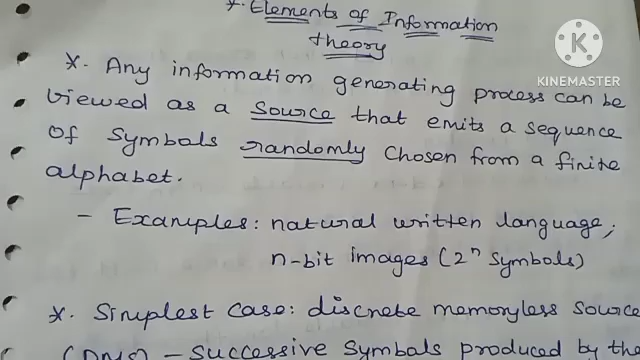 *. Elements of Information
theory
K
KINEMASTER
*. Any information generating process can be
viewed as a source that emits a sequence
of symbols randomly chosen from a finite
alphabet.
- Examples: natural written language;
n-bit images (2ⁿ symbols)
*. Simplest case: discrete memoryless source
(DMS) - successive symbols produced by the